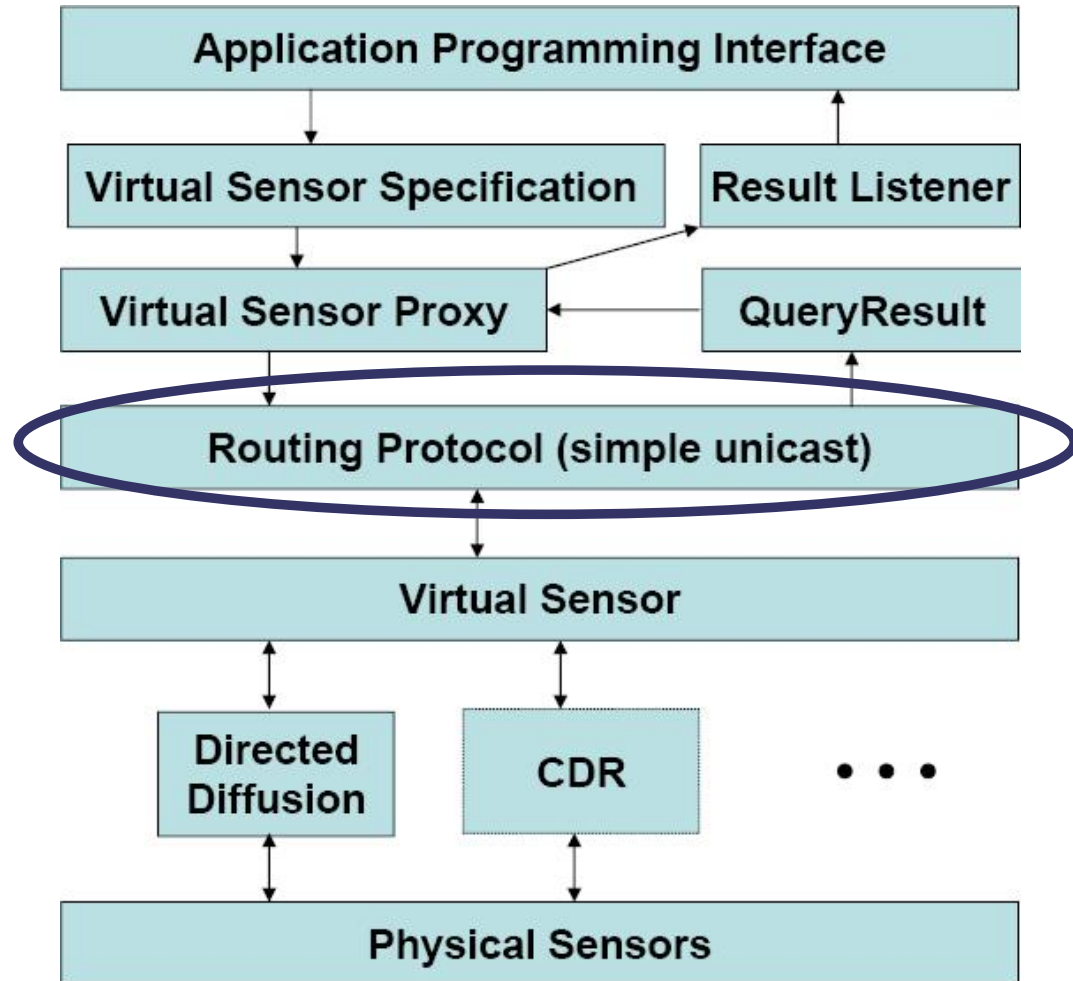 Application Programming Interface
Virtual Sensor Specification
Result Listener
Virtual Sensor Proxy
QueryResult
Routing Protocol (simple unicast)
Virtual Sensor
Directed
Diffusion
CDR
• • •
Physical Sensors